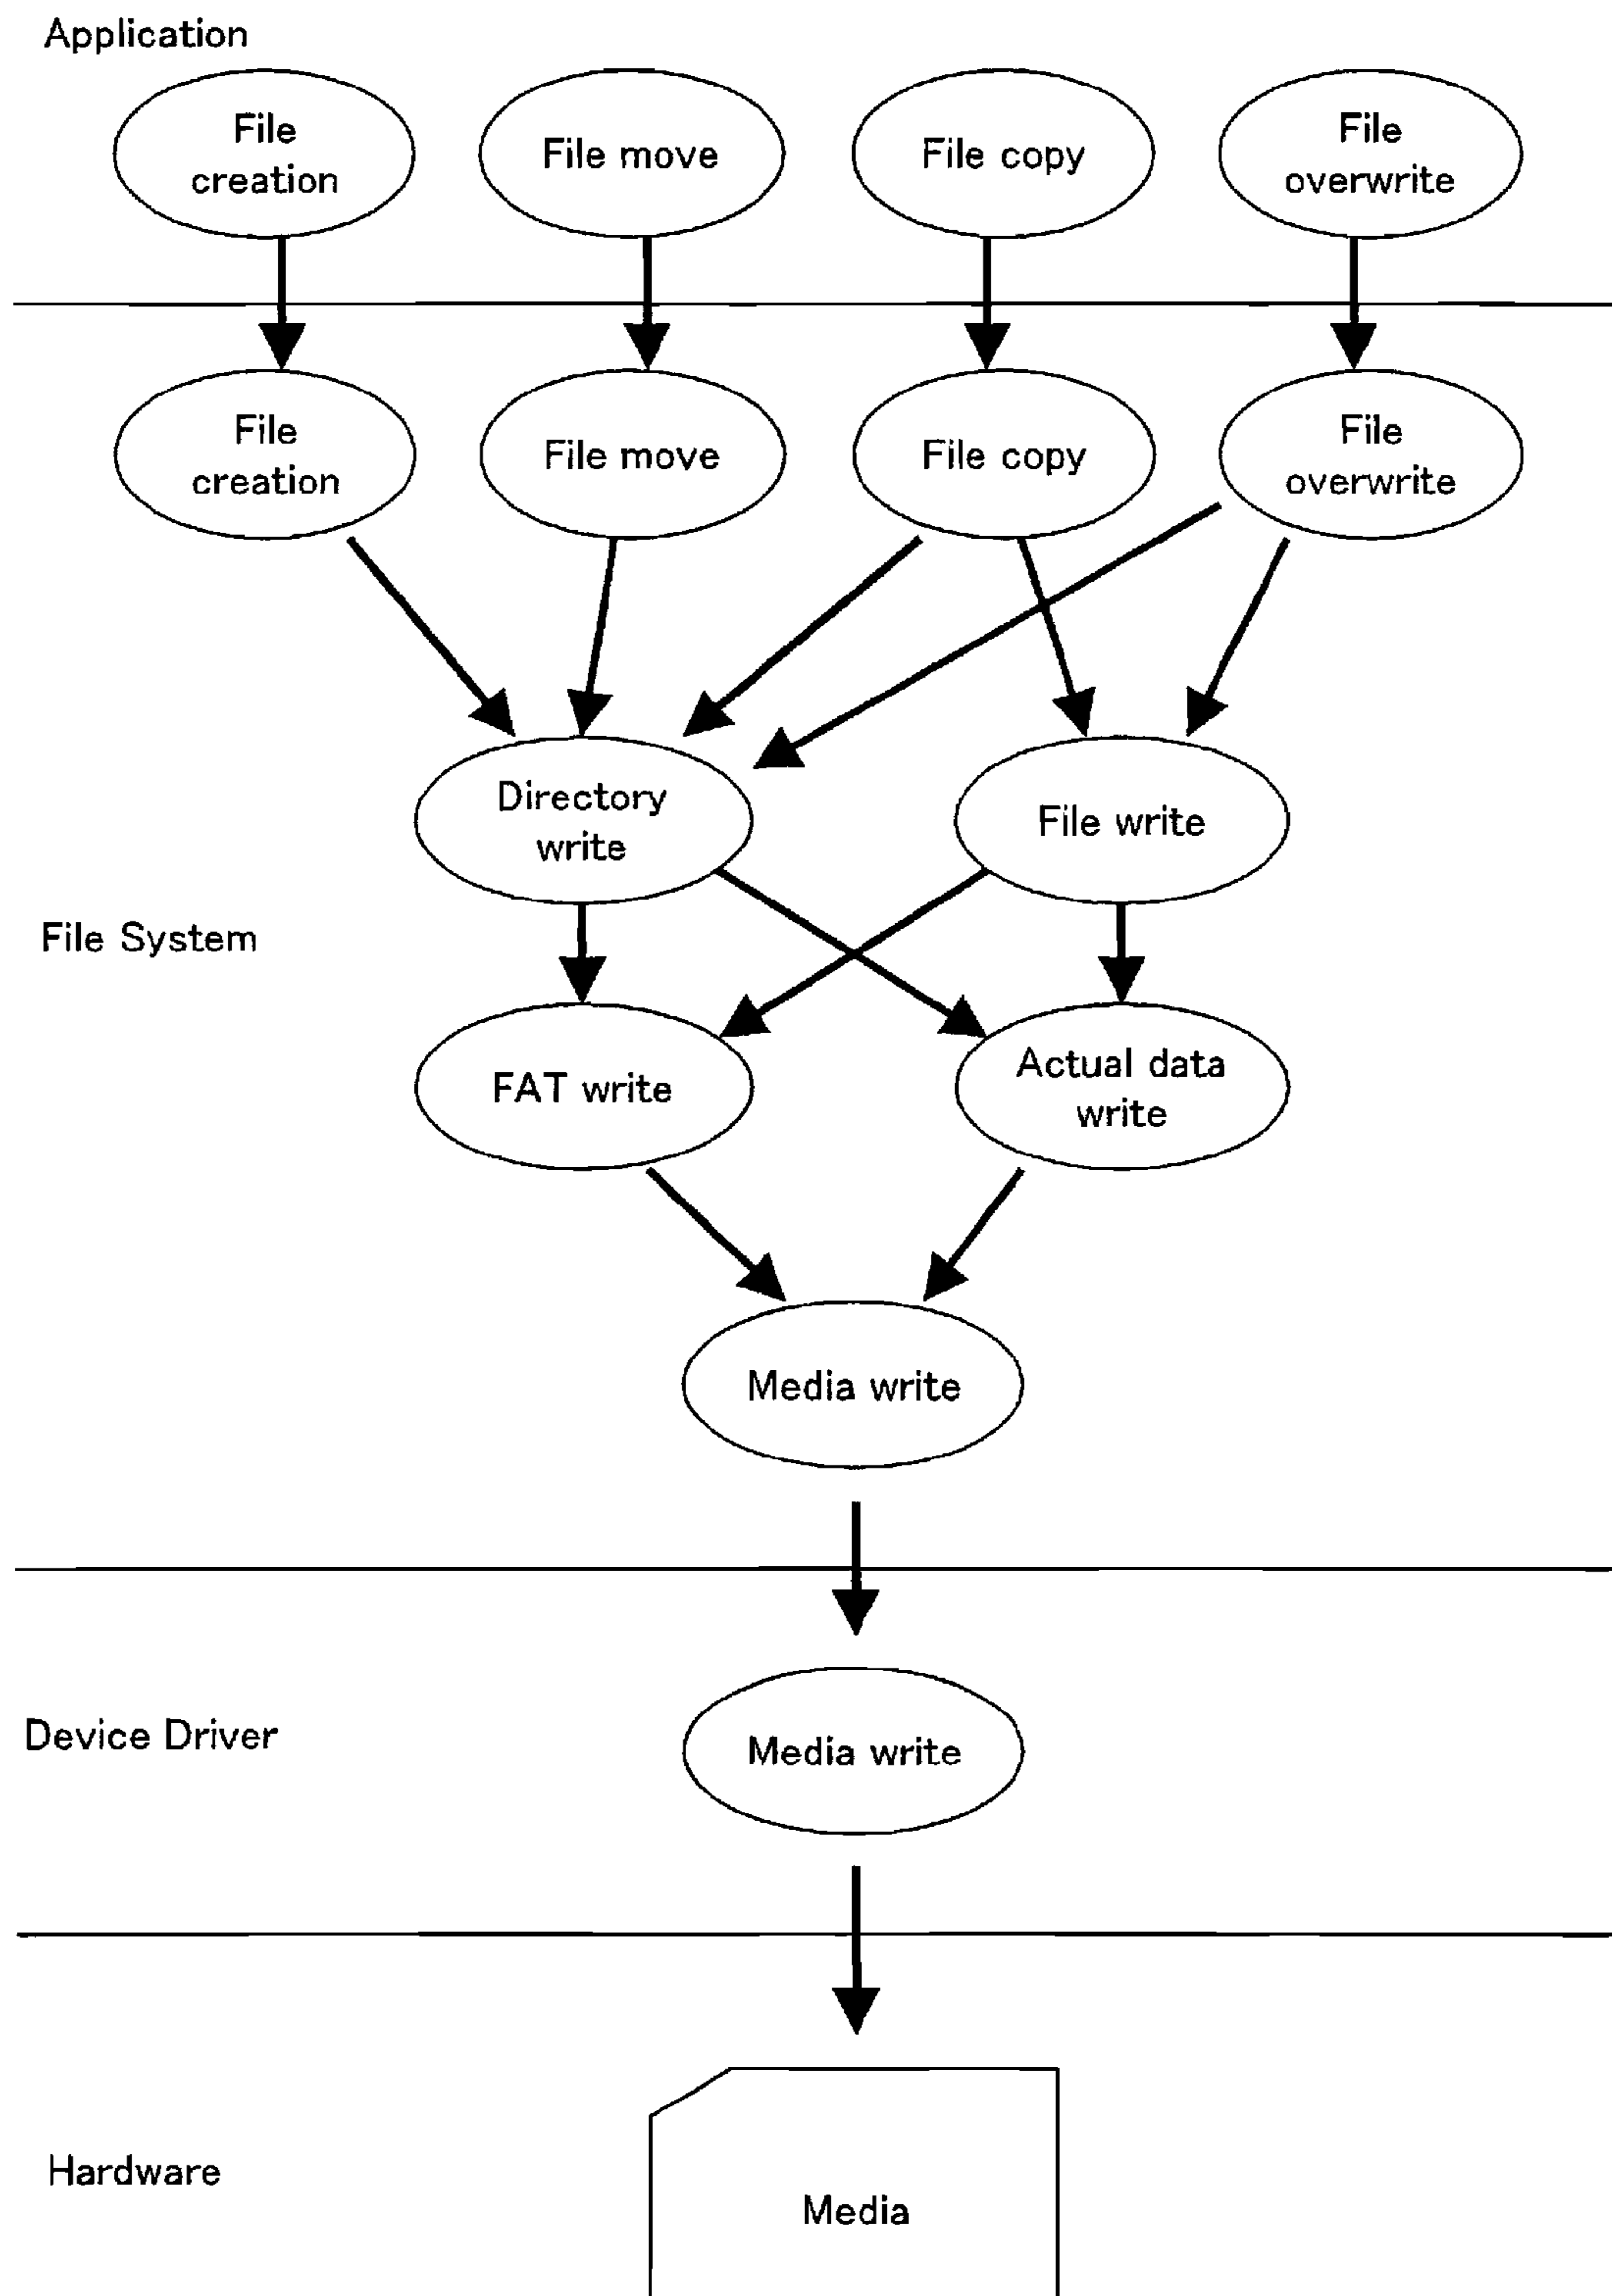 Application
File
creation
File move
File copy
File
overwrite
File
creation
File move
File copy
File
overwrite
Directory
write
File write
File System
FAT write
Actual data
write
Media write
Device Driver
Media write
Hardware
Media